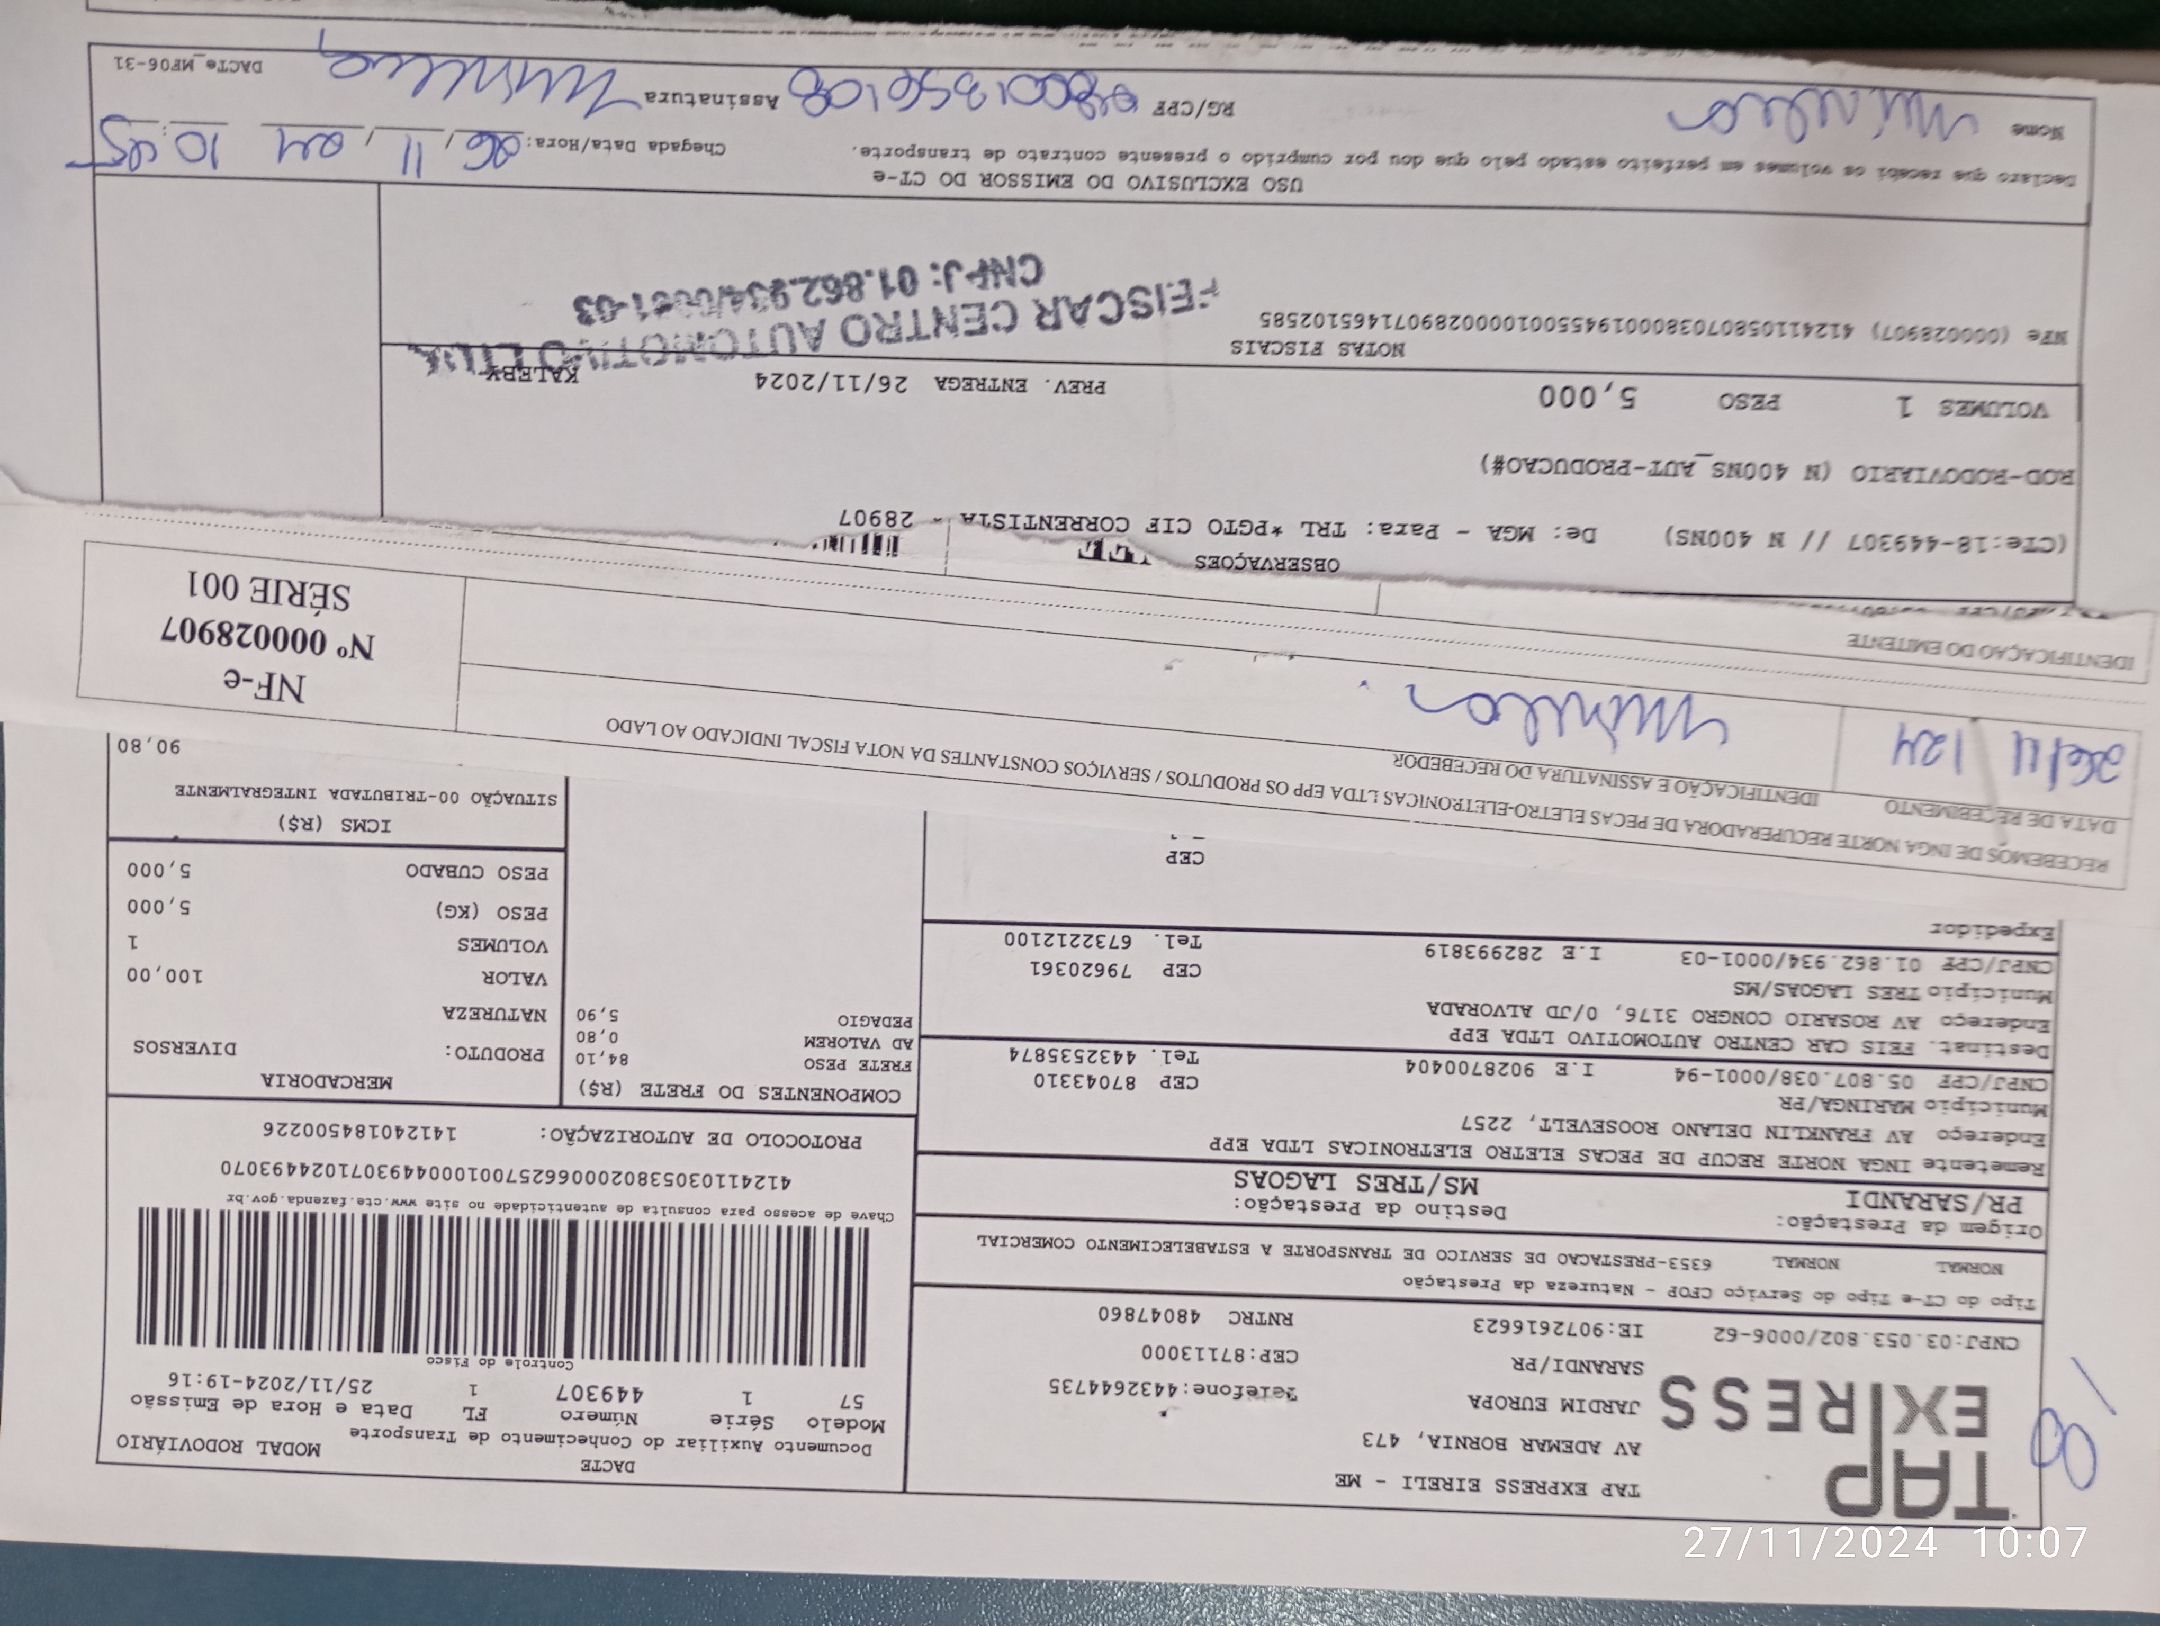 TAP
EXPRESS
TAP EXPRESS EIRELI - ME
AV ADEMAR BORNIA, 473
JARDIM EUROPA
Telefone:4432644735
SARANDI/PR
CEP:87113000
CNPJ:03.053.802/0006-62
IE:9072616623
RNTRC 48047860
Tipo do CT-e Tipo do Serviço CFOP - Natureza da Prestação
NORMAL NORMAL 6353-PRESTACAO DE SERVICO DE TRANSPORTE A ESTABELECIMENTO COMERCIAL
Origem da Prestação:
PR/SARANDI
Destino da Prestação:
MS/TRES LAGOAS
Remetente INGA NORTE RECUP DE PECAS ELETRO ELETRONICAS LTDA EPP
Endereço AV FRANKLIN DELANO ROOSEVELT, 2257
Município MARINGA/PR
CEP 87043310
CNPJ/CPF 05.807.038/0001-94 I.E 9028700404 Tel. 4432535874
Destinat. FEIS CAR CENTRO AUTOMOTIVO LTDA EPP
Endereço AV ROSARIO CONGRO 3176, 0/JD ALVORADA
Município TRES LAGOAS/MS
CEP 79620361
CNPJ/CPF 01.862.934/0001-03 I.E 282993819 Tel. 6732212100
Expedidor
CEP
DACTE
Documento Auxiliar do Conhecimento de Transporte
MODAL RODOVIÁRIO
Modelo Série Número FL Data e Hora de Emissão
57 1 449307 1 25/11/2024-19:16
Controle do Fisco
Chave de acesso para consulta de autenticidade no site www.cte.fazenda.gov.br
41241103053802000662570010004493071024493070
PROTOCOLO DE AUTORIZAÇÃO: 141240184500226
COMPONENTES DO FRETE (R$)
FRETE PESO 84,10
AD VALOREM 0,80
PEDAGIO 5,90
MERCADORIA
PRODUTO: DIVERSOS
NATUREZA
VALOR 100,00
VOLUMES 1
PESO (KG) 5,000
PESO CUBADO 5,000
ICMS (R$)
SITUAÇÃO 00-TRIBUTADA INTEGRALMENTE
90,80
RECEBEMOS DE INGA NORTE RECUPERADORA DE PECAS ELETRO-ELETRONICAS LTDA EPP OS PRODUTOS / SERVIÇOS CONSTANTES DA NOTA FISCAL INDICADO AO LADO
DATA DE RECEBIMENTO
26/11/24
IDENTIFICAÇÃO E ASSINATURA DO RECEBEDOR
NF-e
Nº 000028907
SÉRIE 001
IDENTIFICAÇÃO DO EMITENTE
OBSERVAÇOES
(CTe:18-449307 // N 400NS) De: MGA - Para: TRL *PGTO CIF CORRENTISTA - 28907
ROD-RODOVIARIO (N 400NS_AUT-PRODUCAO#)
VOLUMES 1 PESO 5,000 PREV. ENTREGA 26/11/2024 KALEBY
NOTAS FISCAIS
NFe (000028907) 41241105807038000194550010000289071465102585
FEISCAR CENTRO AUTOMOTIVO LTDA
CNPJ: 01.862.934/0001-03
USO EXCLUSIVO DO EMISSOR DO CT-e
Declaro que recebi os volumes em perfeito estado pelo que dou por cumprido o presente contrato de transporte.
Chegada Data/Hora: 26/11/24 10:45
Nome
RG/CPF
Assinatura
DACTe_MF06-31
27/11/2024 10:07